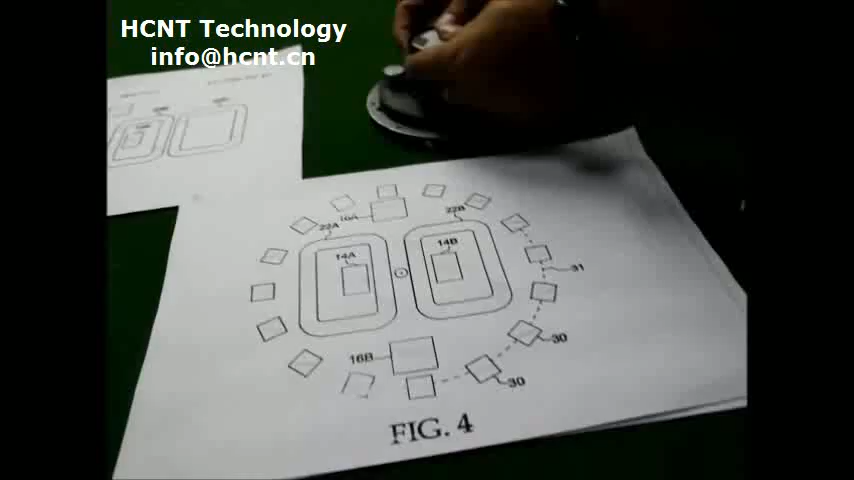 HCNT Technology
info@hcnt.cn
16A
22A
22B
14A
14B
31
16B
30
30
FIG. 4